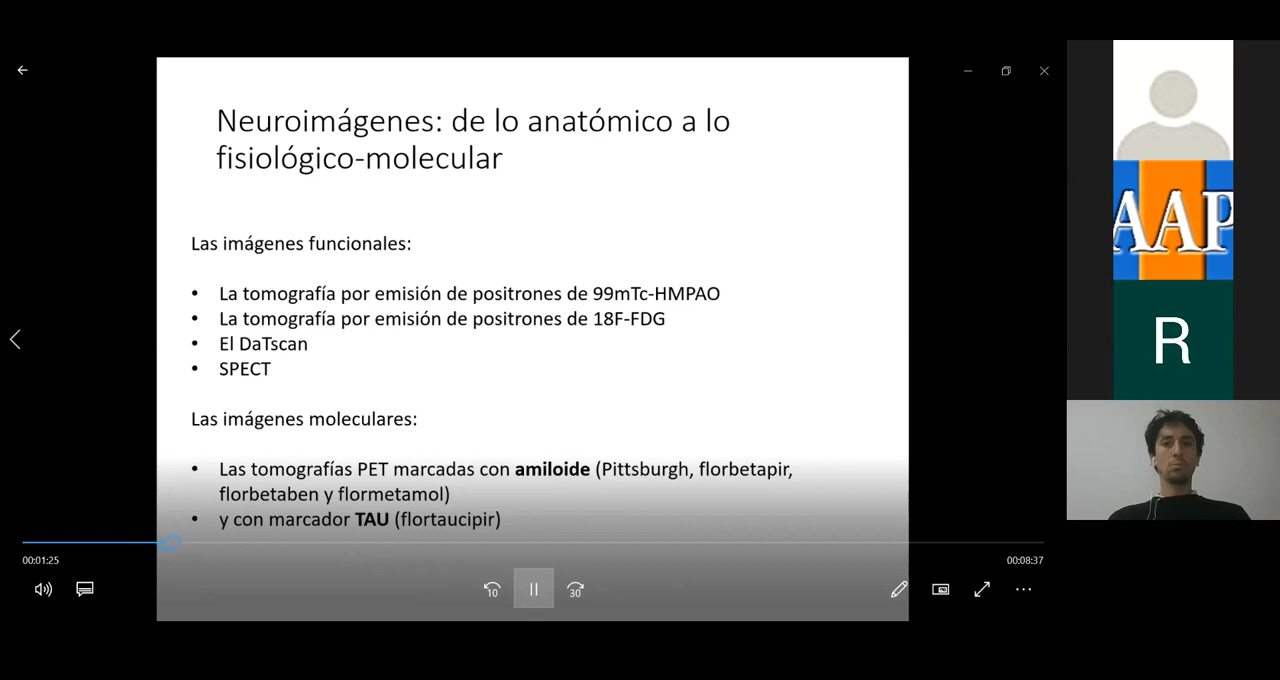 Neuroimágenes: de lo anatómico a lo
fisiológico-molecular
Las imágenes funcionales:
• La tomografía por emisión de positrones de 99mTc-HMPAO
• La tomografía por emisión de positrones de 18F-FDG
• El DaTscan
• SPECT
Las imágenes moleculares:
• Las tomografías PET marcadas con amiloide (Pittsburgh, florbetapir,
florbetaben y flormetamol)
• y con marcador TAU (flortaucipir)
00:01:25
00:08:37
10
30
AAP
R